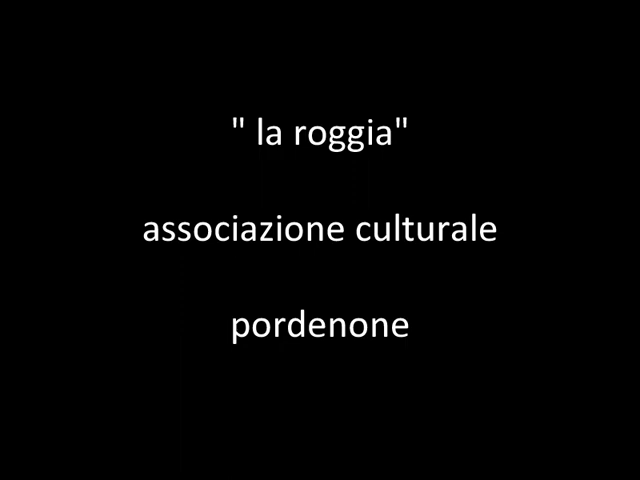 " la roggia"
associazione culturale
pordenone